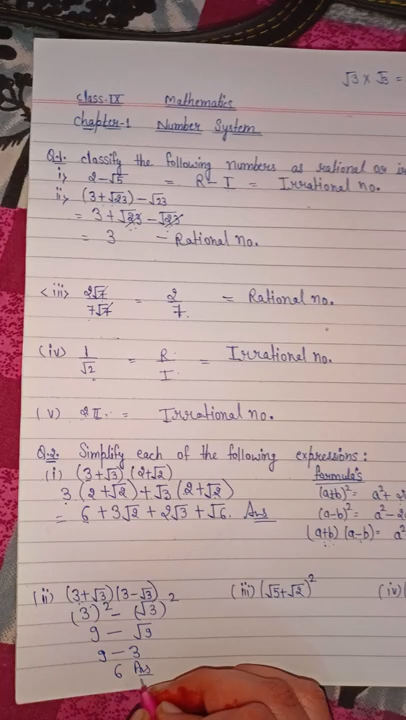 √3 × √3 =
Class-IX Mathematics
Chapter-1 Number System
Q.1. Classify the following numbers as rational or
i) 2-√5 = R-I = Irrational no.
ii) (3+√23)-√23
= 3+√23-√23
= 3 - Rational no.
(iii) 2√7/7√7 = 2/7 = Rational no.
(iv) 1/√2 = R/I = Irrational no.
(v) 2π = Irrational no.
Q.2. Simplify each of the following expressions:
(i) (3+√3)(2+√2) formula's
3(2+√2)+√3(2+√2) (a+b)²= a²+
= 6+3√2+2√3+√6. Ans (a-b)²= a²-
(a+b)(a-b)= a²
(ii) (3+√3)(3-√3) (iii) (√5+√2)² (iv)
(3)²-(√3)²
9-√9
9-3
6 Ans